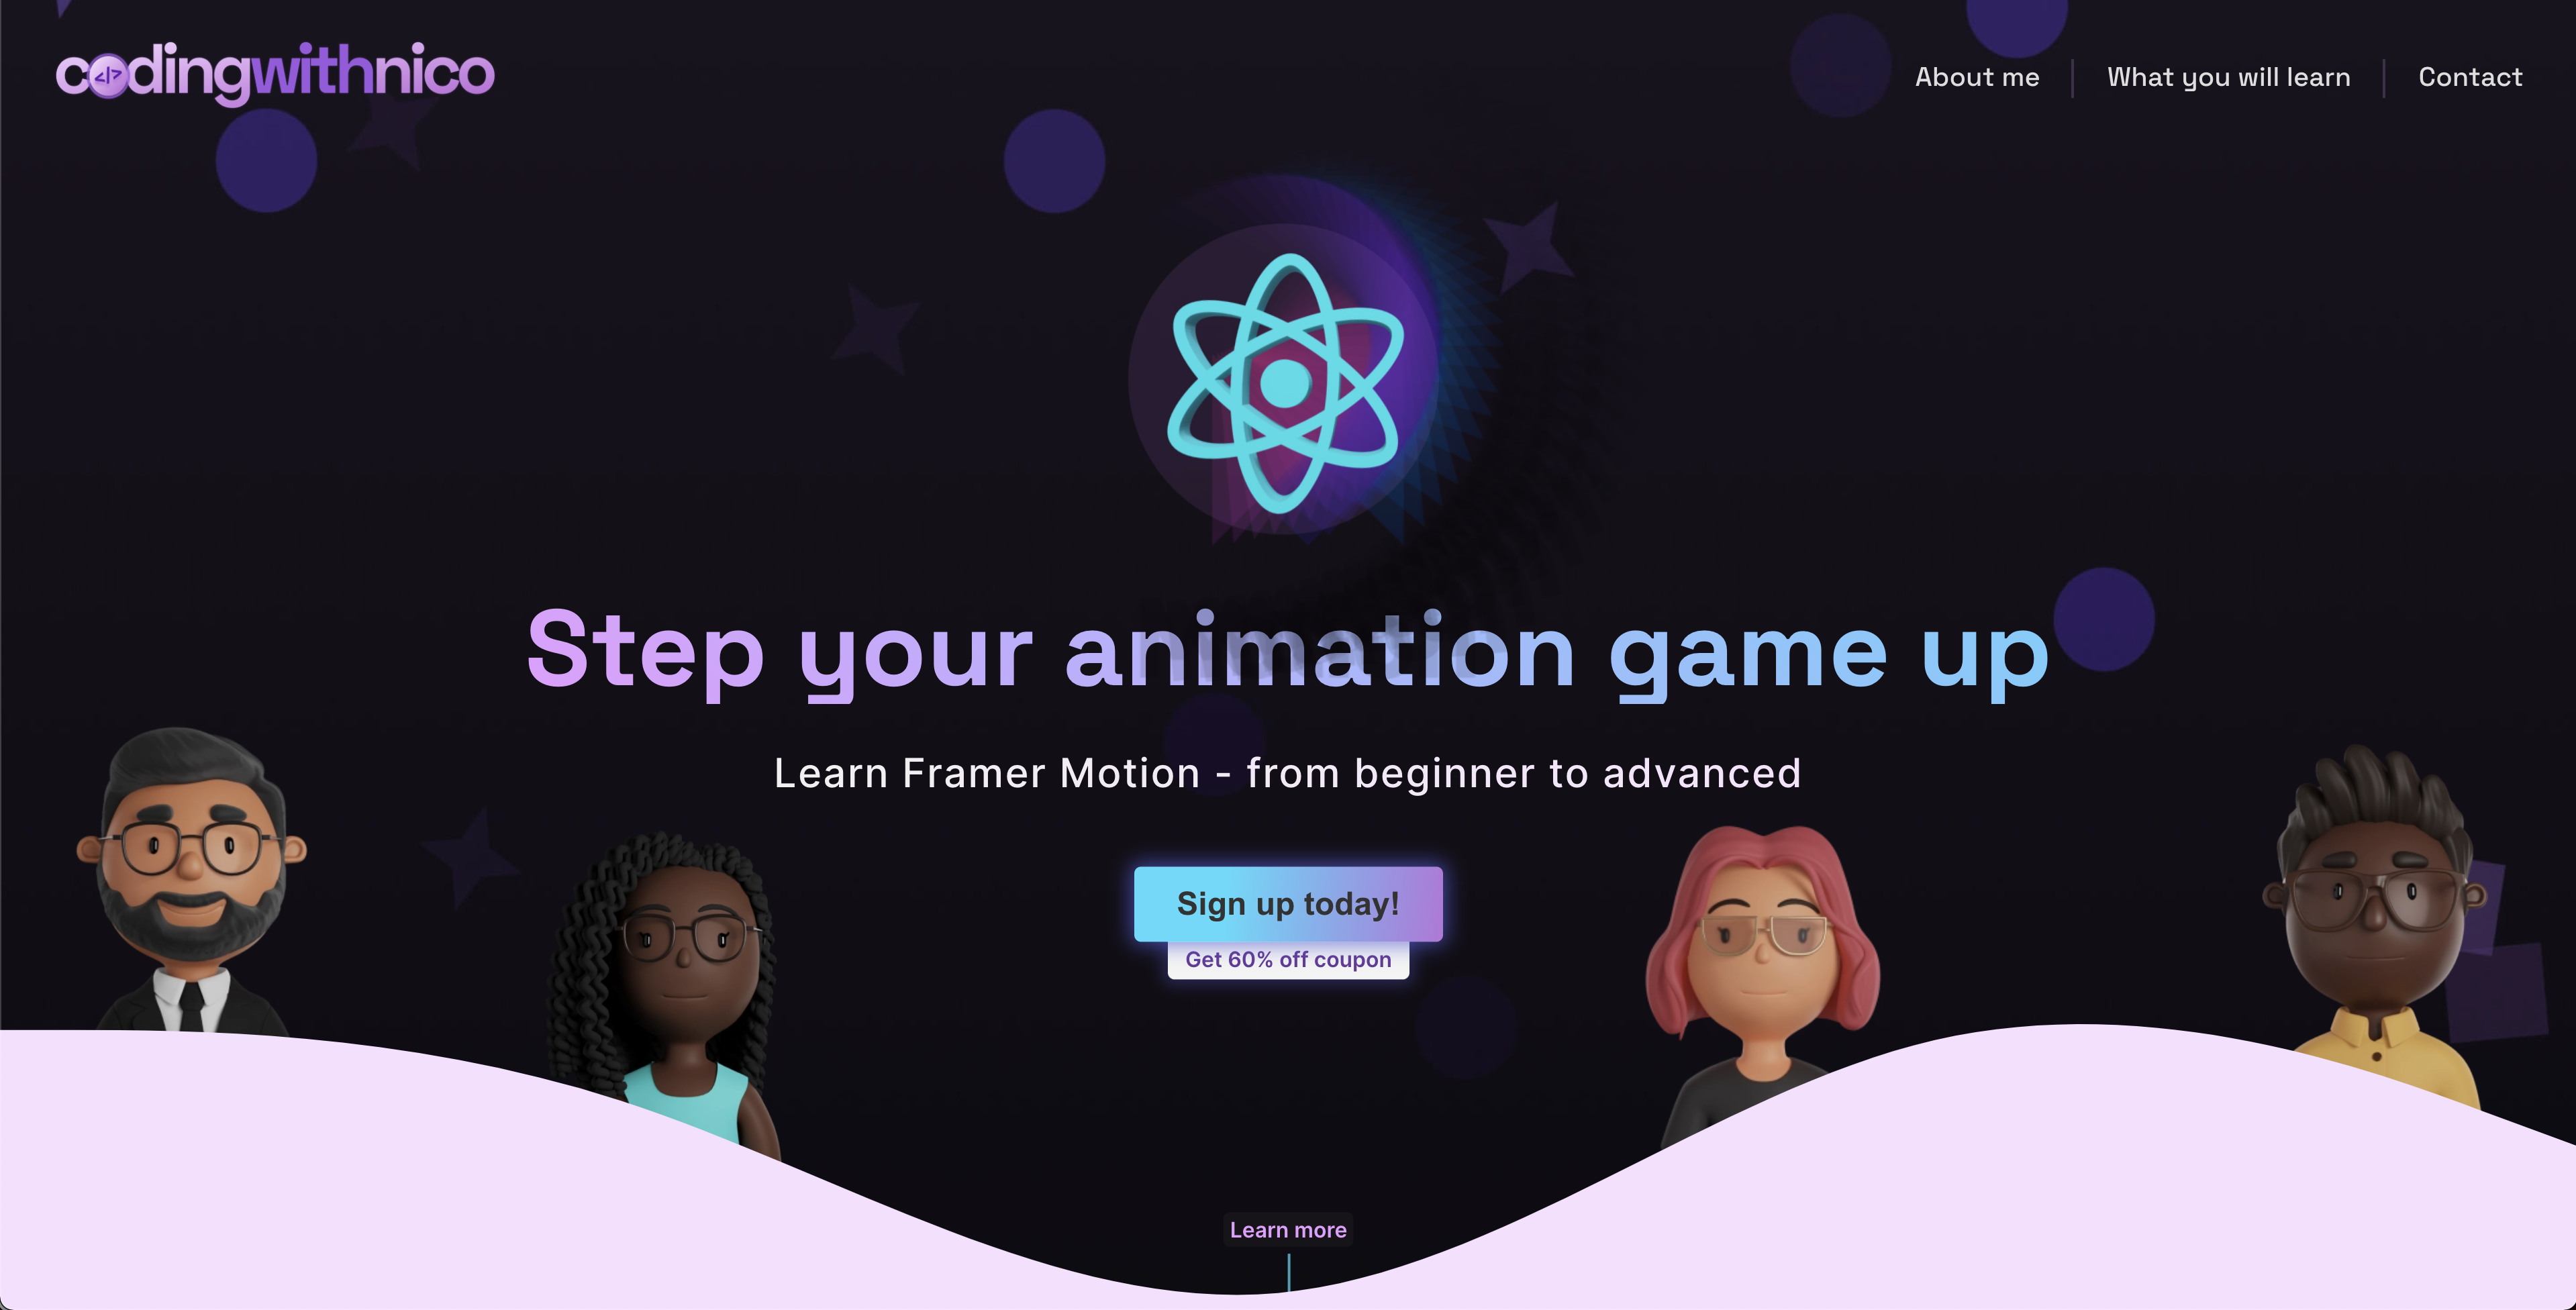 codingwithnico
About me
What you will learn
Contact
Step your animation game up
Learn Framer Motion - from beginner to advanced
Sign up today!
Get 60% off coupon
Learn more